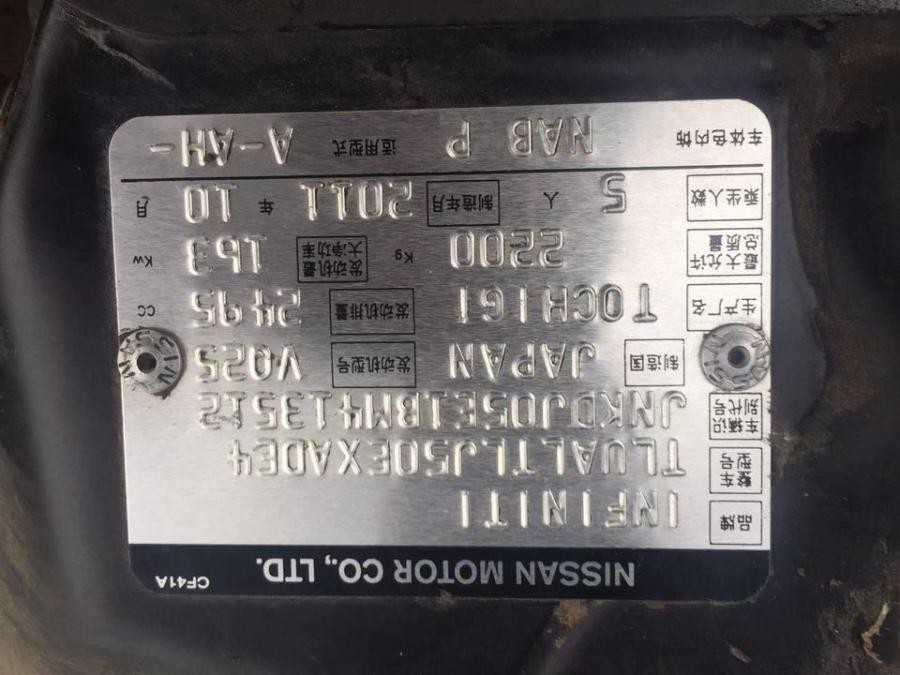 NISSAN MOTOR CO., LTD. CF41A
品牌 INFINITI
整车型号 TLUALTLJ50EXADE4
车辆识别代号 JNKDJ05E1BM413512
制造国 JAPAN 发动机型号 VQ25
生产厂名 TOCHIGI 发动机排量 2495 CC
最大允许总质量 2200 Kg 发动机最大净功率 163 Kw
乘坐人数 5 人 制造年月 2011 年 10 月
车体色内饰 NAB P 适用型式 A-AH-